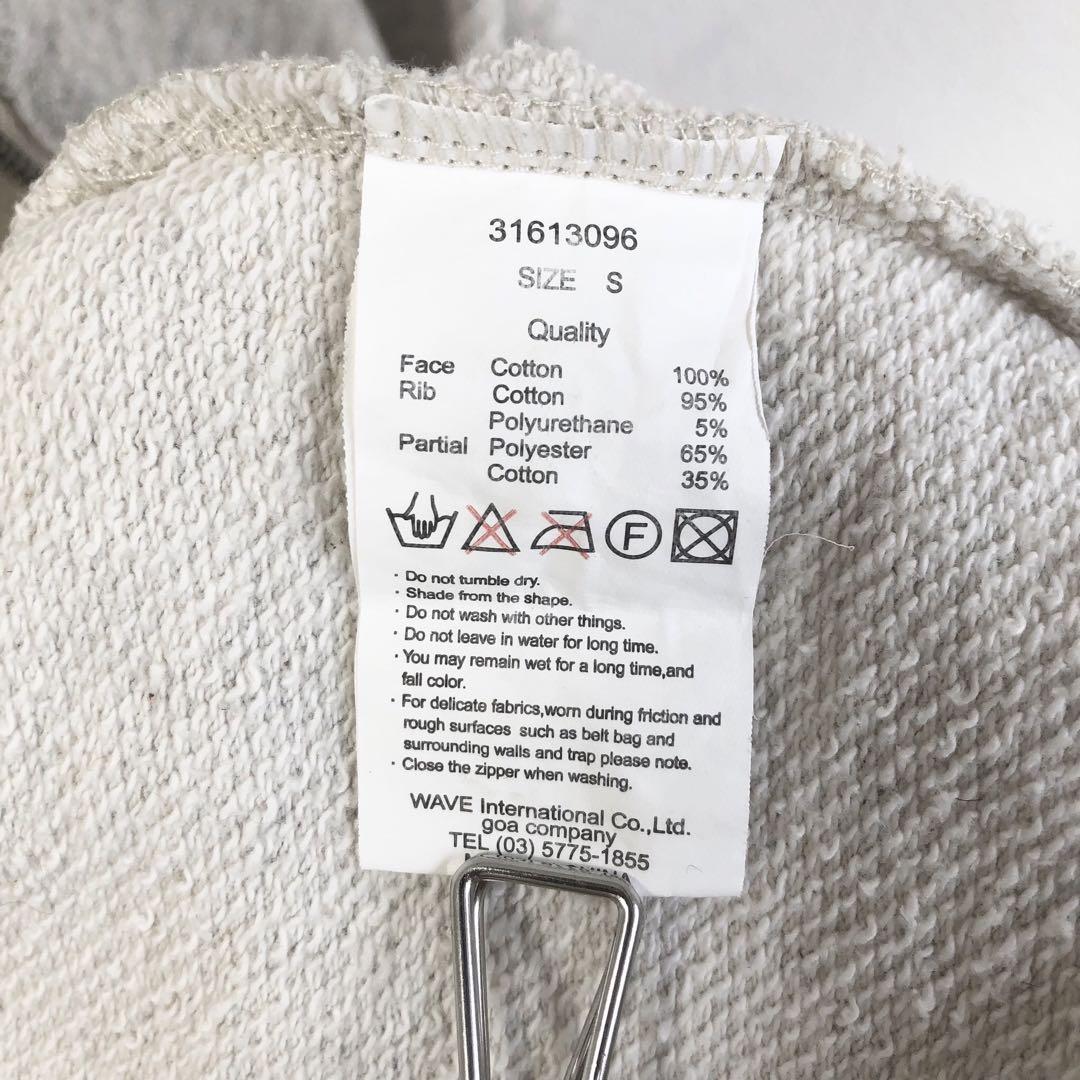 31613096
SIZE S
Quality
Face Cotton 100%
Rib Cotton 95%
Polyurethane 5%
Partial Polyester 65%
Cotton 35%
F
· Do not tumble dry.
· Shade from the shape.
· Do not wash with other things.
· Do not leave in water for long time.
· You may remain wet for a long time,and
fall color.
· For delicate fabrics,worn during friction and
rough surfaces such as belt bag and
surrounding walls and trap please note.
· Close the zipper when washing.
WAVE International Co.,Ltd.
goa company
TEL (03) 5775-1855